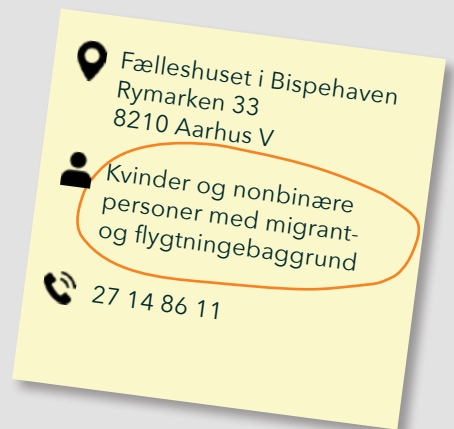 Fælleshuset i Bispehaven
Rymarken 33
8210 Aarhus V
Kvinder og nonbinære
personer med migrant-
og flygtningebaggrund
27 14 86 11